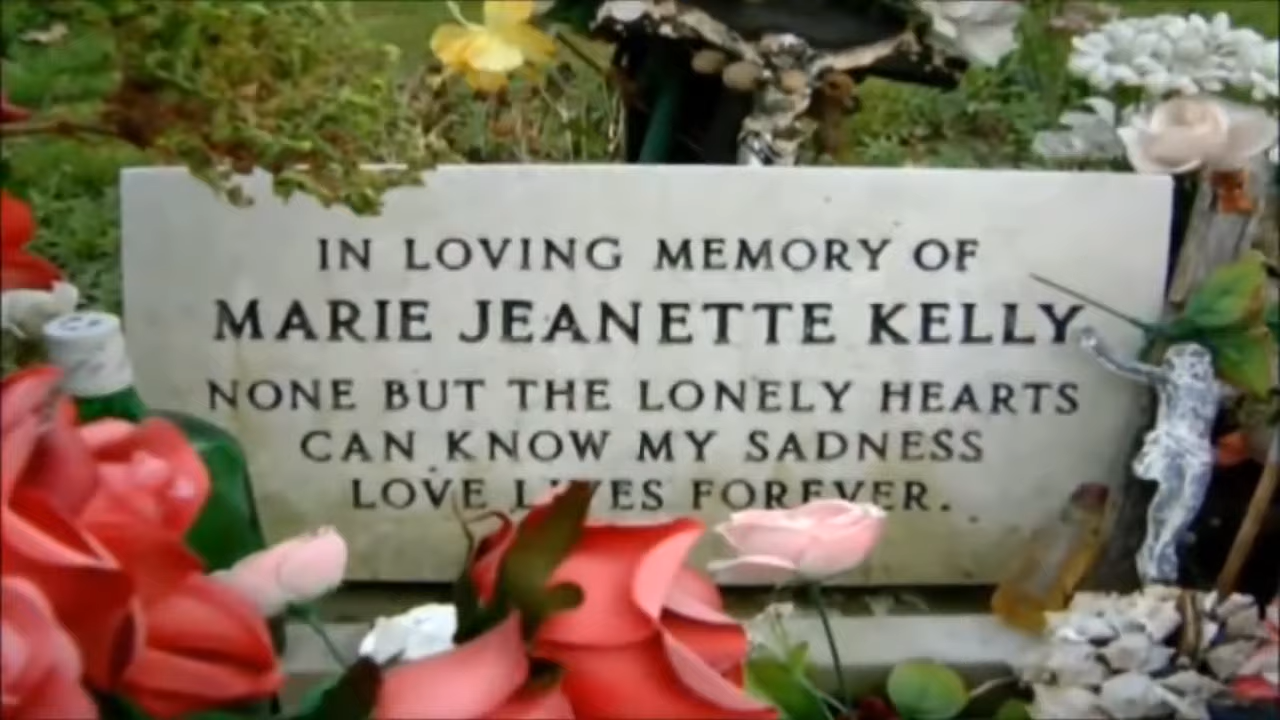 IN LOVING MEMORY OF
MARIE JEANETTE KELLY
NONE BUT THE LONELY HEARTS
CAN KNOW MY SADNESS
LOVE LIVES FOREVER.